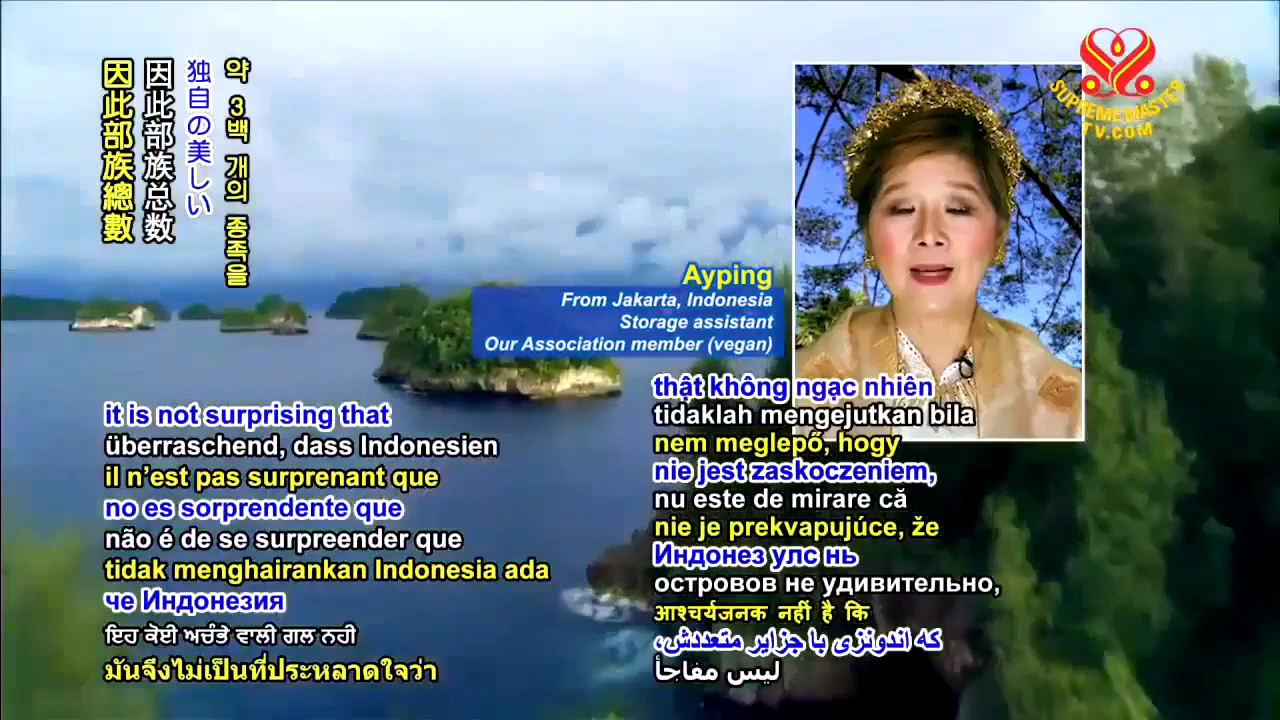 약 3백 개의 종족을
独自の美しい
因此部族总数
因此部族總數
SUPREME MASTER
TV.COM
Ayping
From Jakarta, Indonesia
Storage assistant
Our Association member (vegan)
it is not surprising that
überraschend, dass Indonesien
il n’est pas surprenant que
no es sorprendente que
não é de se surpreender que
tidak menghairankan Indonesia ada
че Индонезия
ਇਹ ਕੋਈ ਅਚੰਭੇ ਵਾਲੀ ਗਲ ਨਹੀ
มันจึงไม่เป็นที่ประหลาดใจว่า
thật không ngạc nhiên
tidaklah mengejutkan bila
nem meglepő, hogy
nie jest zaskoczeniem,
nu este de mirare că
nie je prekvapujúce, že
Индонез улс нь
островов не удивительно,
आश्चर्यजनक नहीं है कि
که اندونزی با جزایر متعددش،
ليس مفاجأ